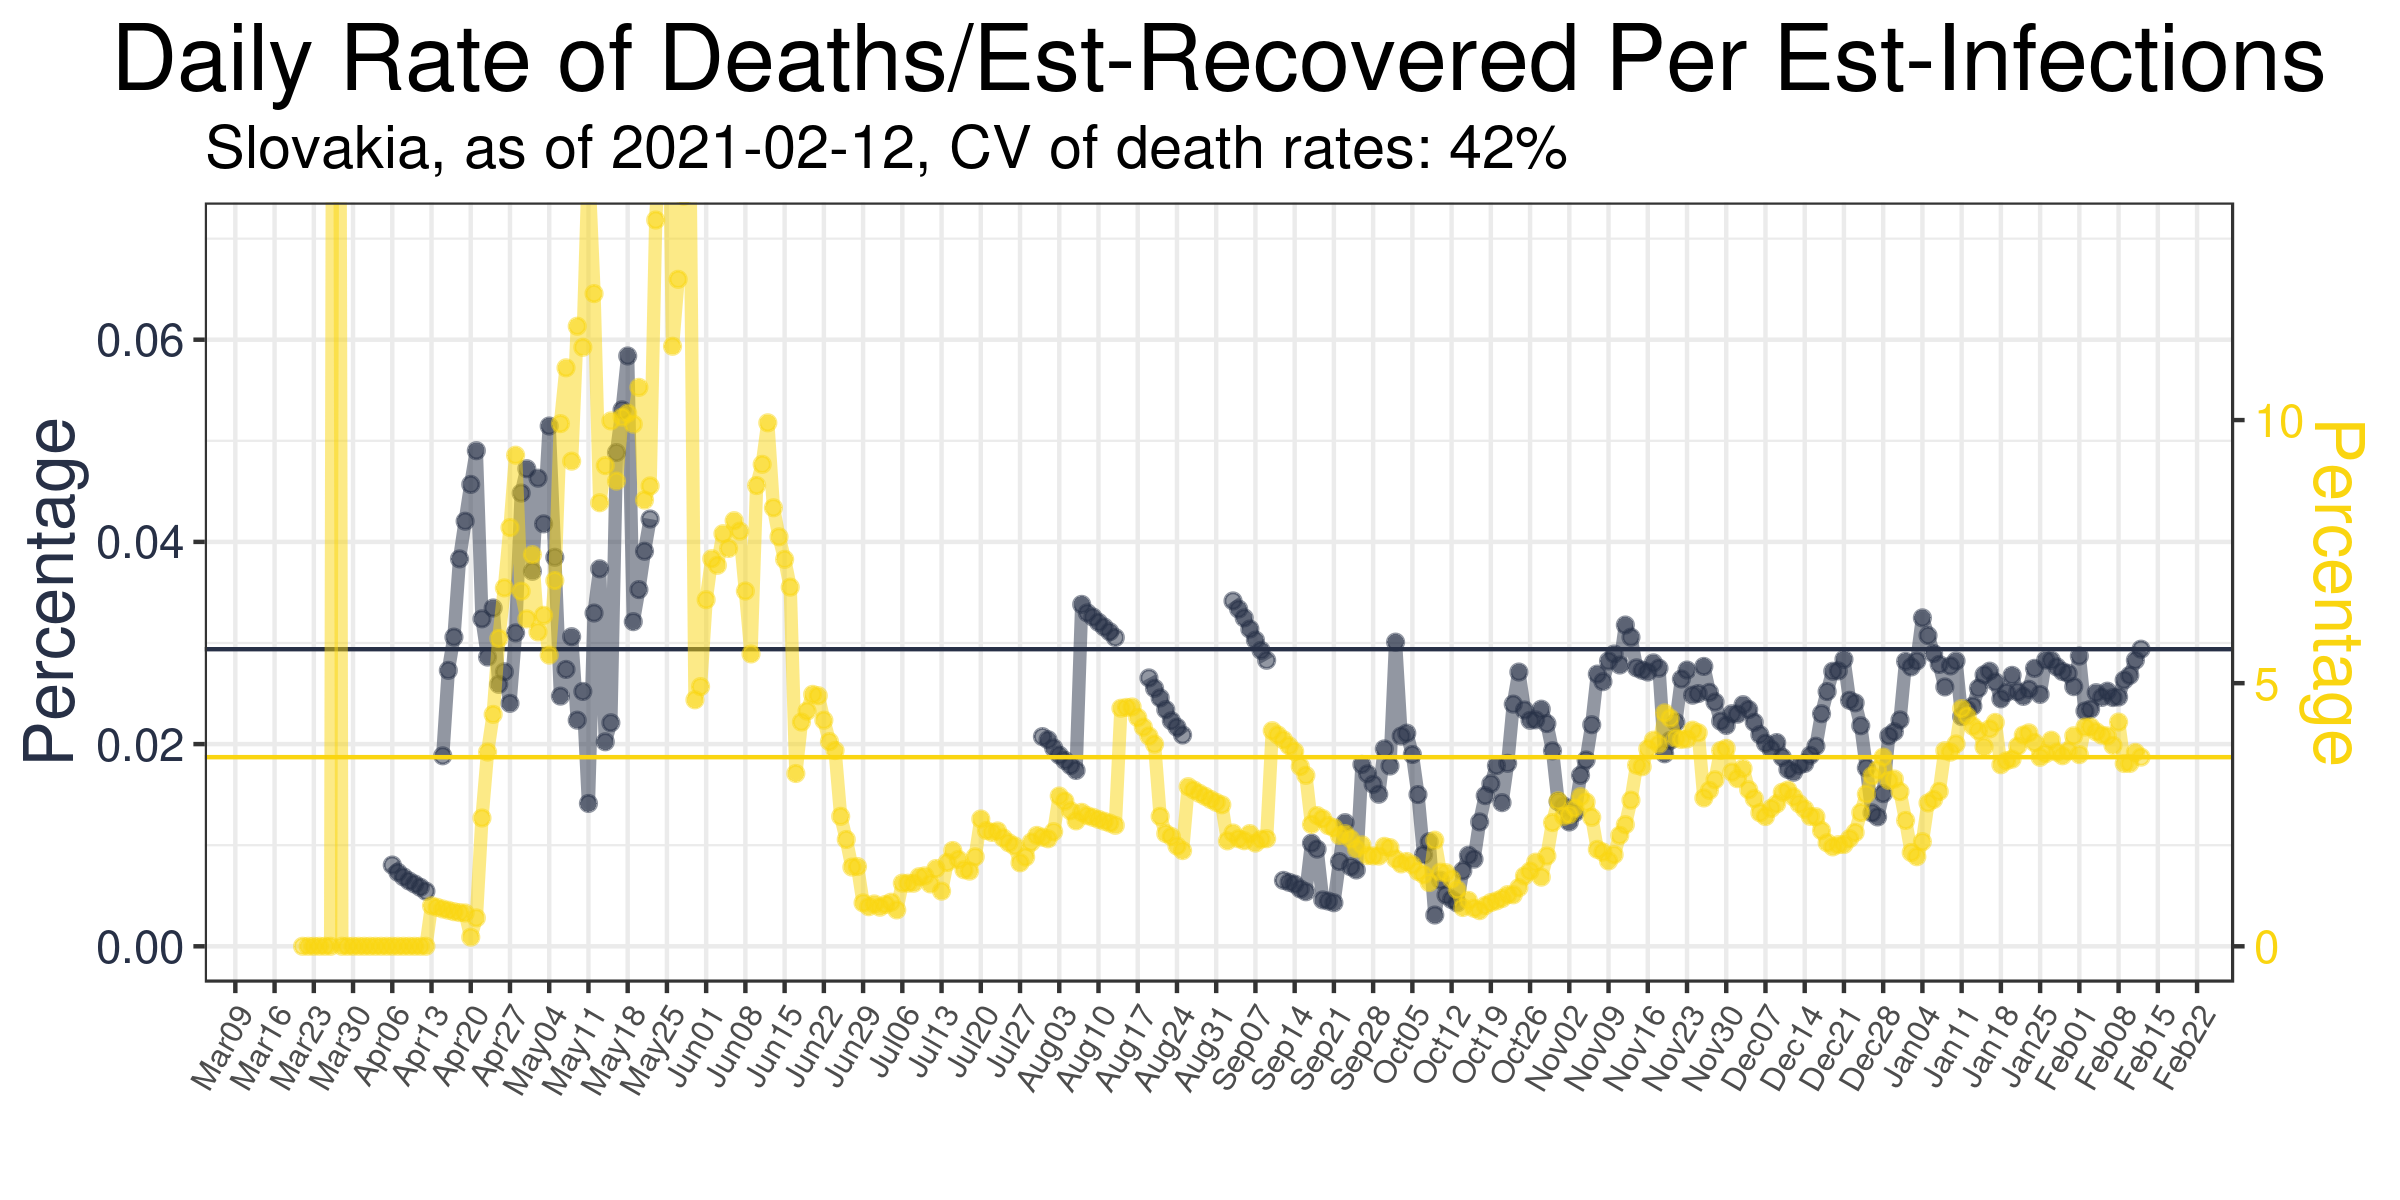 Daily Rate of Deaths/Est-Recovered Per Est-Infections
Slovakia, as of 2021-02-12, CV of death rates: 42%
Percentage
0.06
0.04
0.02
0.00
10
5
0
Percentage
Mar09
Mar16
Mar23
Mar30
Apr06
Apr13
Apr20
Apr27
May04
May11
May18
May25
Jun01
Jun08
Jun15
Jun22
Jun29
Jul06
Jul13
Jul20
Jul27
Aug03
Aug10
Aug17
Aug24
Aug31
Sep07
Sep14
Sep21
Sep28
Oct05
Oct12
Oct19
Oct26
Nov02
Nov09
Nov16
Nov23
Nov30
Dec07
Dec14
Dec21
Dec28
Jan04
Jan11
Jan18
Jan25
Feb01
Feb08
Feb15
Feb22